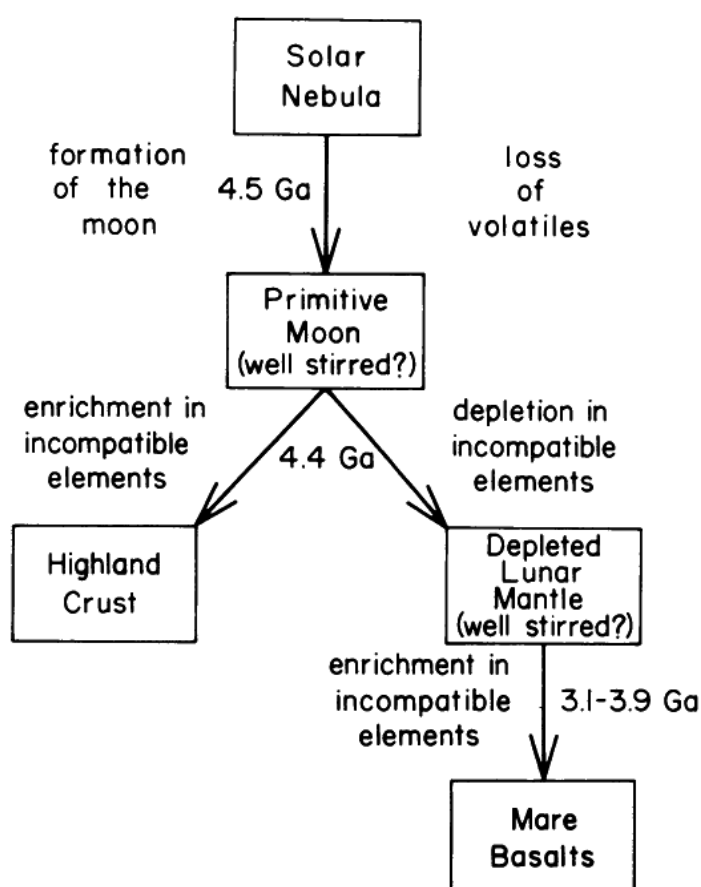 Solar
Nebula
formation
of the
moon
4.5 Ga
loss
of
volatiles
Primitive
Moon
(well stirred?)
enrichment in
incompatible
elements
4.4 Ga
depletion in
incompatible
elements
Highland
Crust
Depleted
Lunar
Mantle
(well stirred?)
enrichment in
incompatible
elements
3.1-3.9 Ga
Mare
Basalts